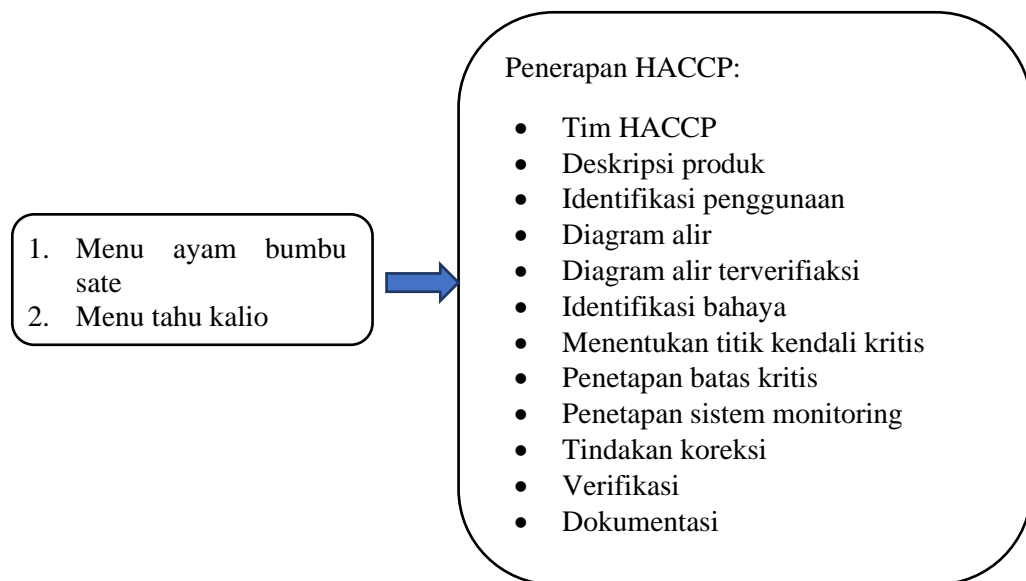 1. Menu ayam bumbu
sate
2. Menu tahu kalio
Penerapan HACCP:
• Tim HACCP
• Deskripsi produk
• Identifikasi penggunaan
• Diagram alir
• Diagram alir terverifiaksi
• Identifikasi bahaya
• Menentukan titik kendali kritis
• Penetapan batas kritis
• Penetapan sistem monitoring
• Tindakan koreksi
• Verifikasi
• Dokumentasi